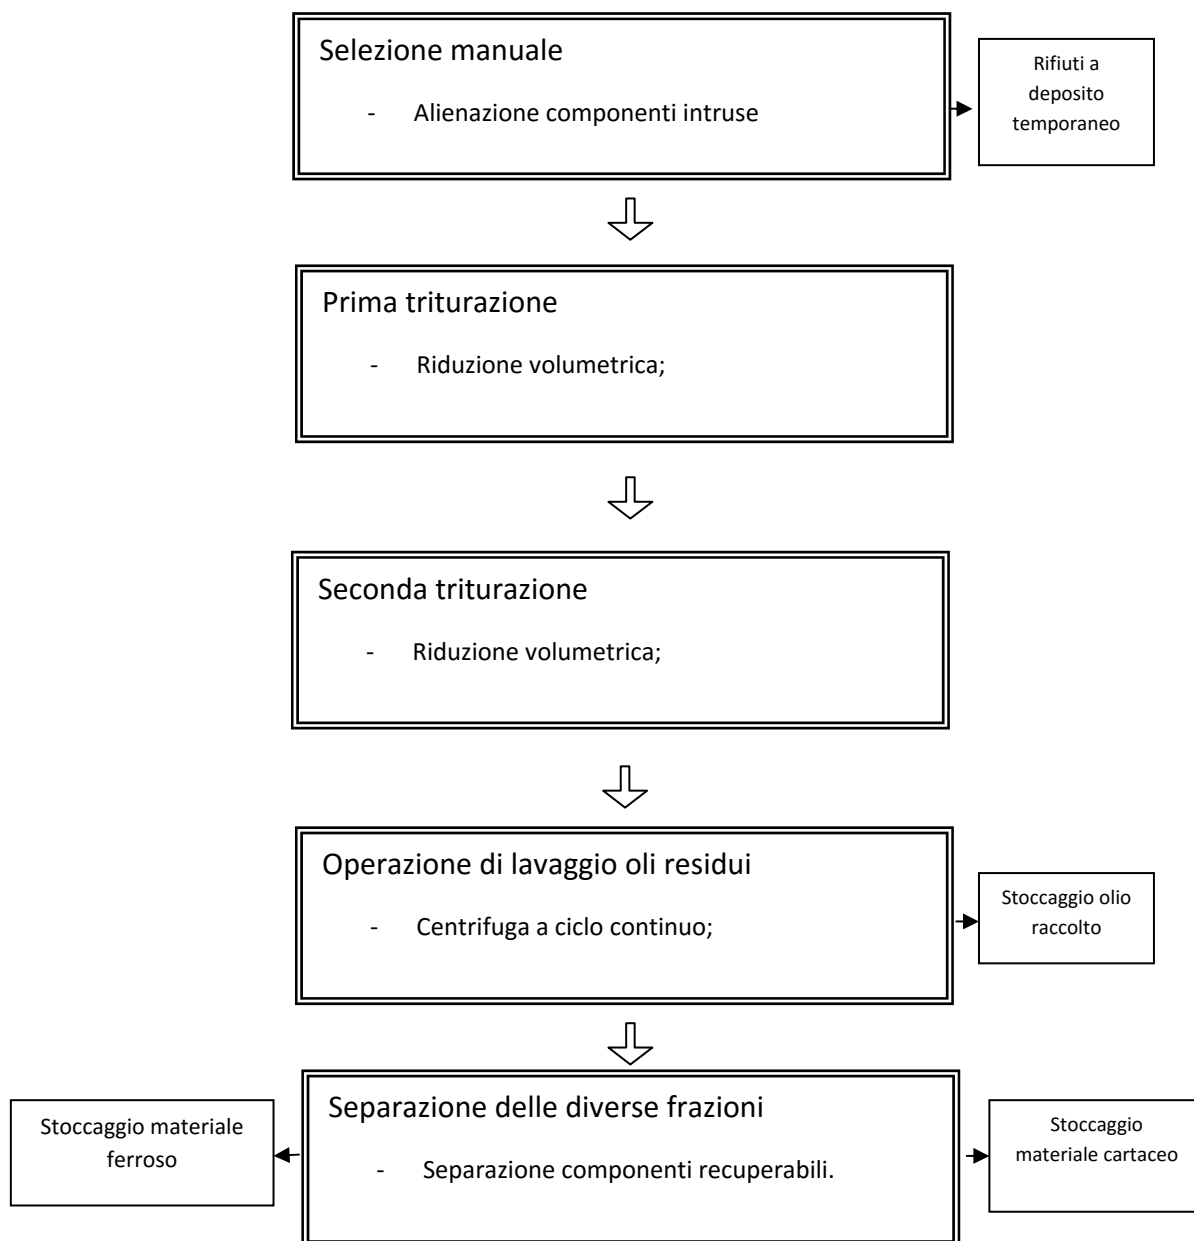 Selezione manuale
- Alienazione componenti intruse
Rifiuti a
deposito
temporaneo
Prima triturazione
- Riduzione volumetrica;
Seconda triturazione
- Riduzione volumetrica;
Operazione di lavaggio oli residui
- Centrifuga a ciclo continuo;
Stoccaggio olio
raccolto
Separazione delle diverse frazioni
- Separazione componenti recuperabili.
Stoccaggio materiale
ferroso
Stoccaggio
materiale cartaceo